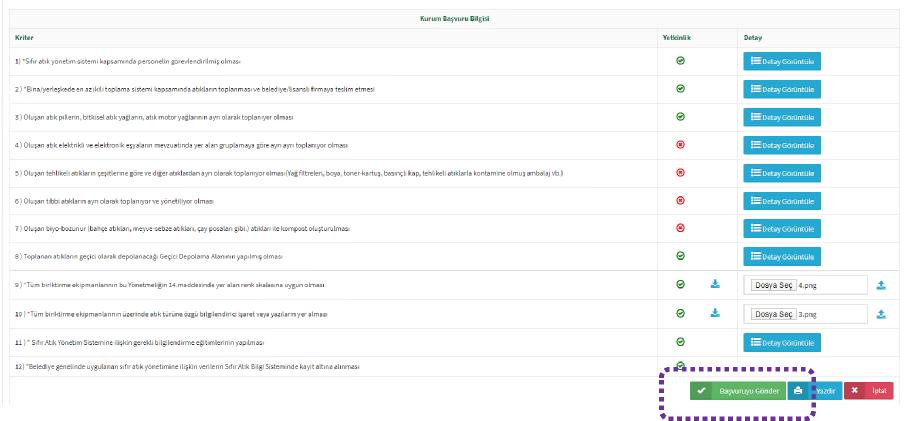 Kurum Başvuru Bilgisi
Kriter Yetkinlik Detay
1) *Sıfır atık yönetim sistemi kapsamında personelin görevlendirilmiş olması Detay Görüntüle
2 ) *Bina/yerleşkede en az ikili toplama sistemi kapsamında atıkların toplanması ve belediye/lisanslı firmaya teslim etmesi Detay Görüntüle
3 ) Oluşan atık pillerin, bitkisel atık yağların, atık motor yağlarının ayrı olarak toplanıyor olması Detay Görüntüle
4 ) Oluşan atık elektrikli ve elektronik eşyaların mevzuatında yer alan gruplamaya göre ayrı ayrı toplanıyor olması Detay Görüntüle
5 ) Oluşan tehlikeli atıkların çeşitlerine göre ve diğer atıklardan ayrı olarak toplanıyor olması(Yağ filtreleri, boya, toner-kartuş, basınçlı kap, tehlikeli atıklarla kontamine olmuş ambalaj vb.) Detay Görüntüle
6 ) Oluşan tıbbi atıkların ayrı olarak toplanıyor ve yönetiliyor olması Detay Görüntüle
7 ) Oluşan biyo-bozunur (bahçe atıkları, meyve-sebze atıkları, çay posaları gibi.) atıkları ile kompost oluşturulması Detay Görüntüle
8 ) Toplanan atıkların geçici olarak depolanacağı Geçici Depolama Alanının yapılmış olması Detay Görüntüle
9 ) *Tüm biriktirme ekipmanlarının bu Yönetmeliğin 14.maddesinde yer alan renk skalasına uygun olması Dosya Seç 4.png
10 ) *Tüm biriktirme ekipmanlarının üzerinde atık türüne özgü bilgilendirici işaret veya yazıların yer alması Dosya Seç 3.png
11 ) * Sıfır Atık Yönetim Sistemine ilişkin gerekli bilgilendirme eğitimlerinin yapılması Detay Görüntüle
12) *Belediye genelinde uygulanan sıfır atık yönetimine ilişkin verilerin Sıfır Atık Bilgi Sisteminde kayıt altına alınması
Başvuruyu Gönder Yazdır İptal